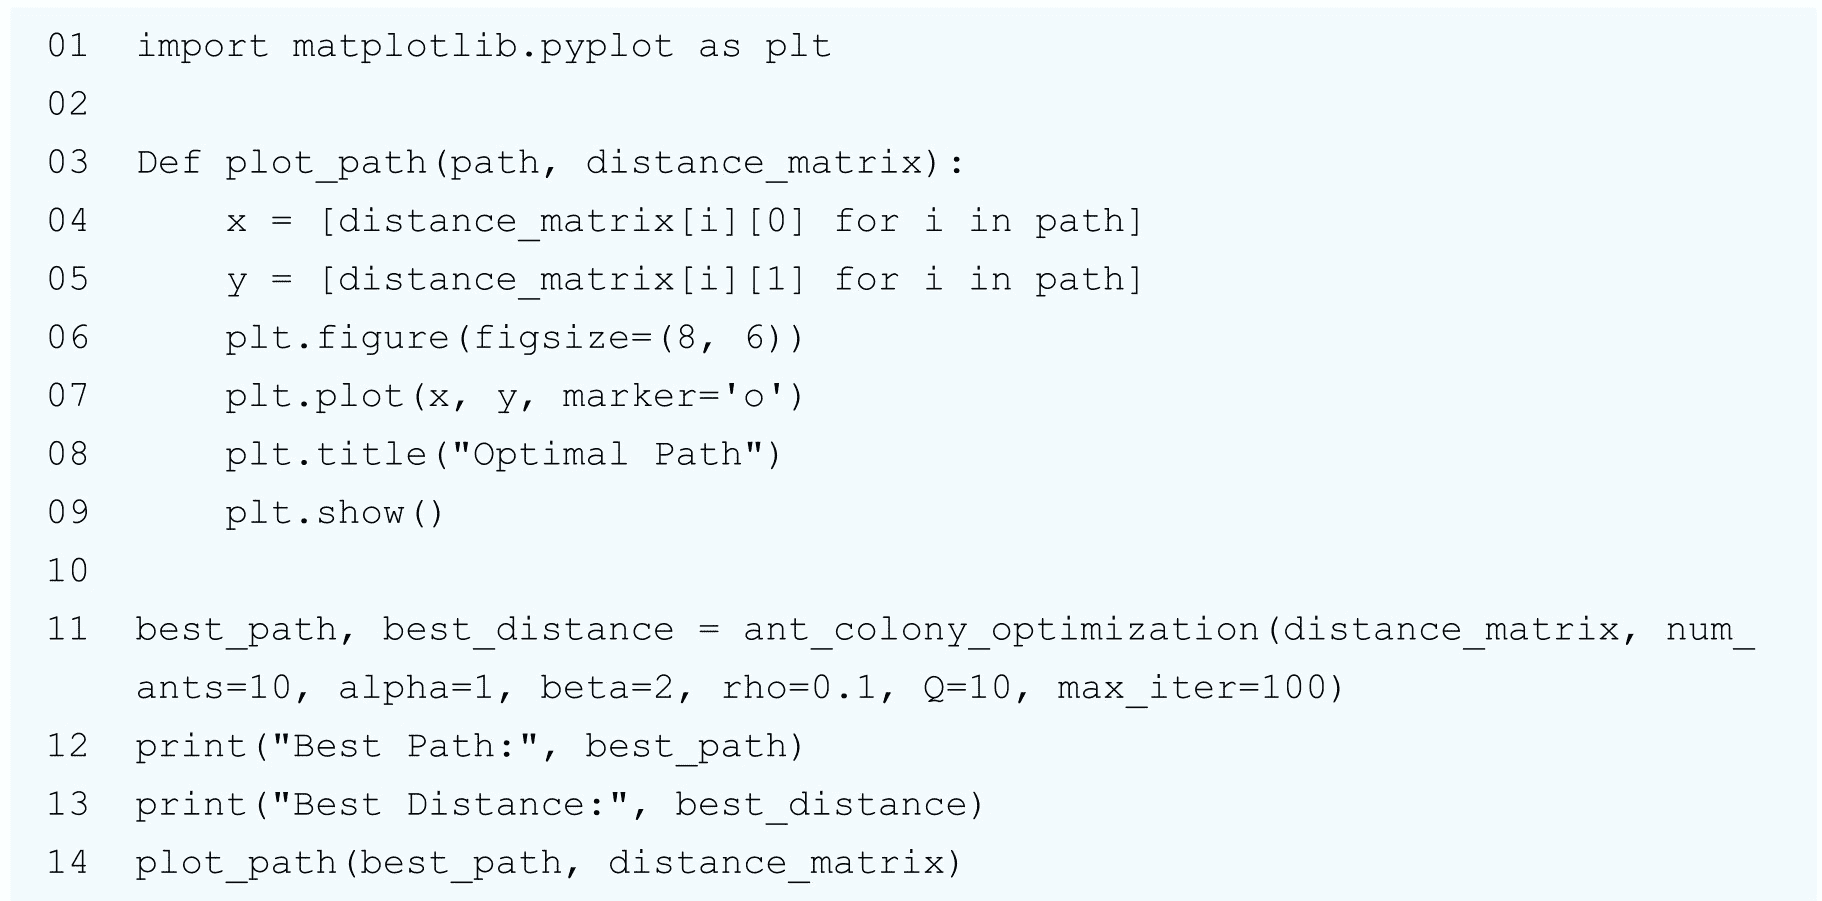 01 import matplotlib.pyplot as plt
02
03 Def plot_path(path, distance_matrix):
04     x = [distance_matrix[i][0] for i in path]
05     y = [distance_matrix[i][1] for i in path]
06     plt.figure(figsize=(8, 6))
07     plt.plot(x, y, marker='o')
08     plt.title("Optimal Path")
09     plt.show()
10
11 best_path, best_distance = ant_colony_optimization(distance_matrix, num_
ants=10, alpha=1, beta=2, rho=0.1, Q=10, max_iter=100)
12 print("Best Path:", best_path)
13 print("Best Distance:", best_distance)
14 plot_path(best_path, distance_matrix)